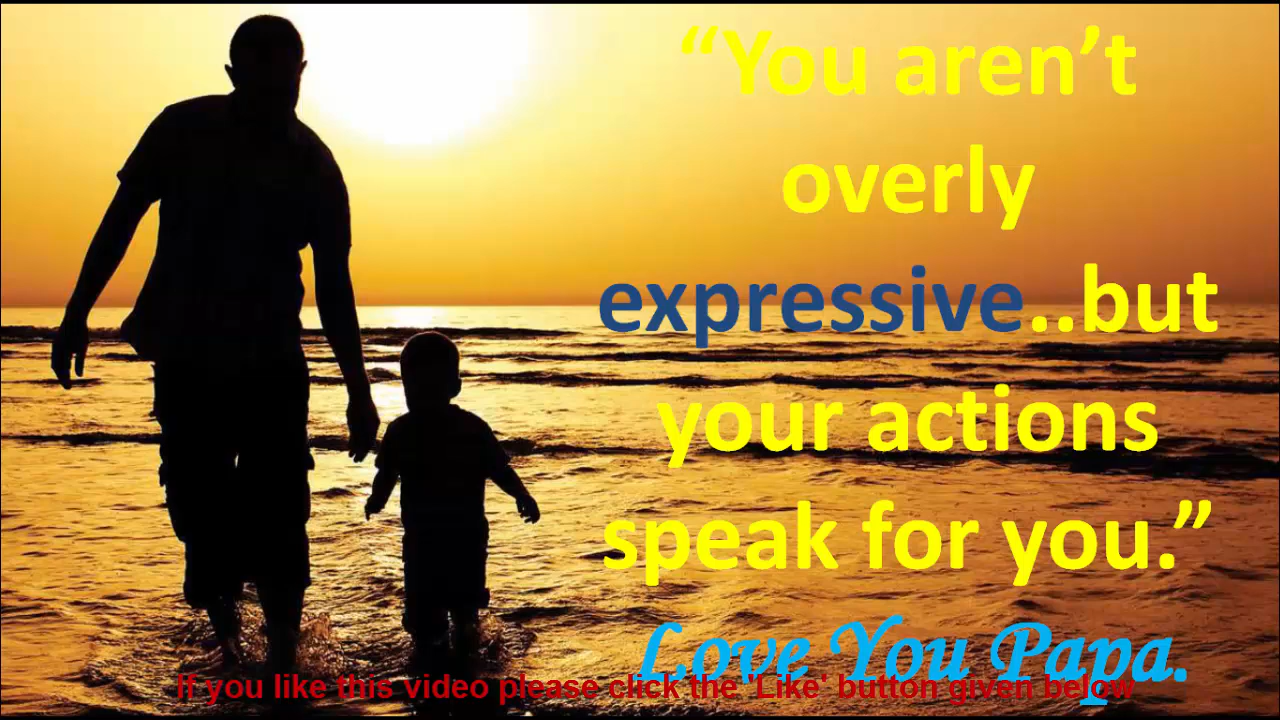 “You aren’t
overly
expressive..but
your actions
speak for you.”
Love You Papa.
If you like this video please click the 'Like' button given below